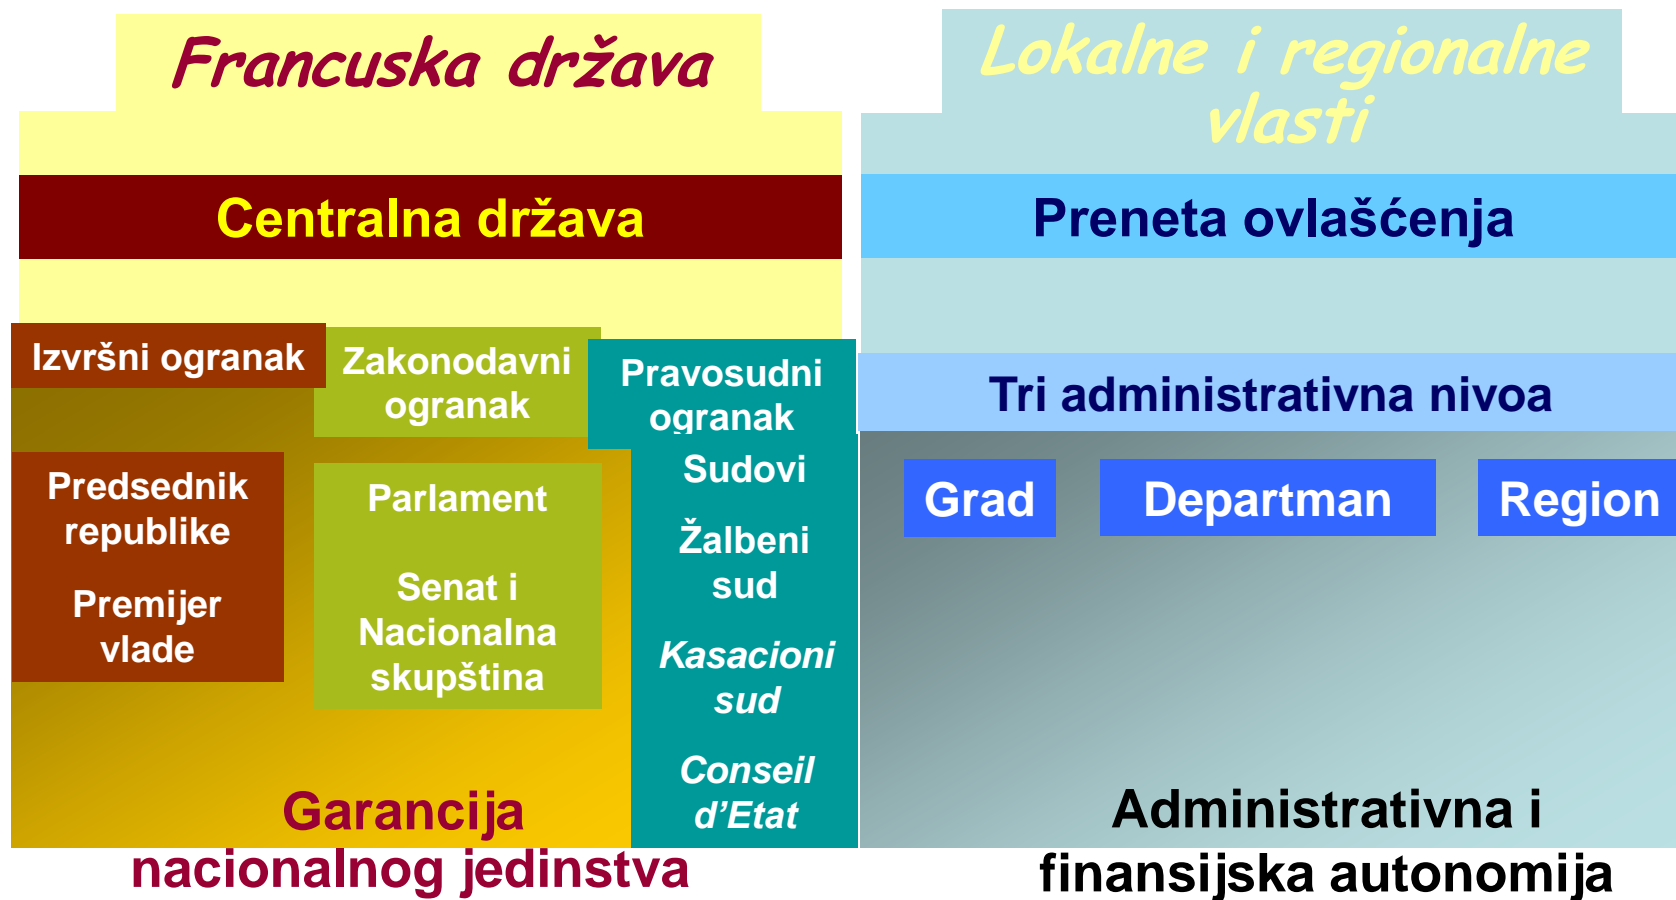 Francuska država
Centralna država
Izvršni ogranak
Predsednik
republike
Premijer
vlade
Zakonodavni
ogranak
Parlament
Senat i
Nacionalna
skupština
Pravosudni
ogranak
Sudovi
Žalbeni
sud
Kasacioni
sud
Conseil
d’Etat
Garancija
nacionalnog jedinstva
Lokalne i regionalne
vlasti
Preneta ovlašćenja
Tri administrativna nivoa
Grad
Departman
Region
Administrativna i
finansijska autonomija